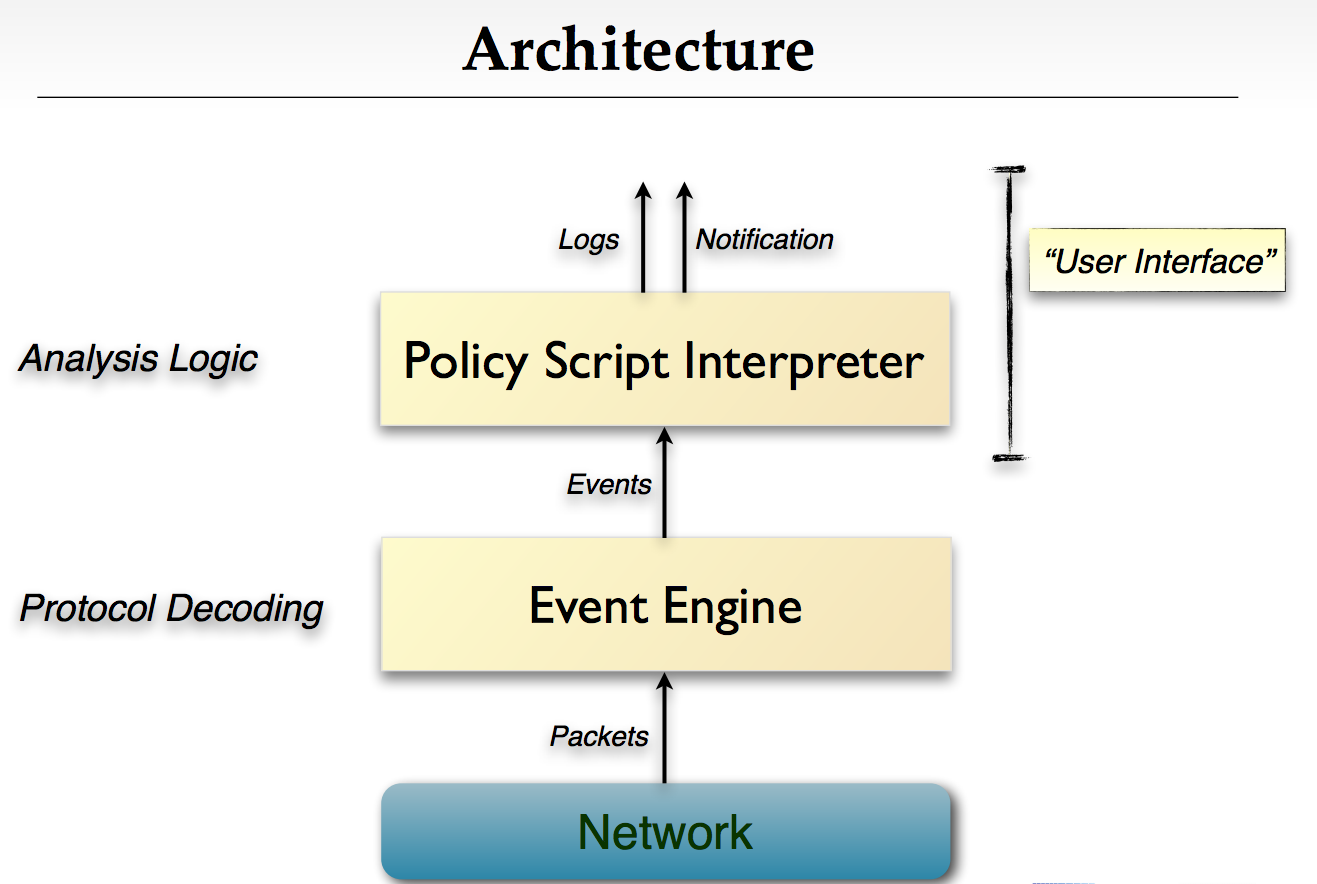 Architecture
Logs
Notification
“User Interface”
Analysis Logic
Policy Script Interpreter
Events
Protocol Decoding
Event Engine
Packets
Network